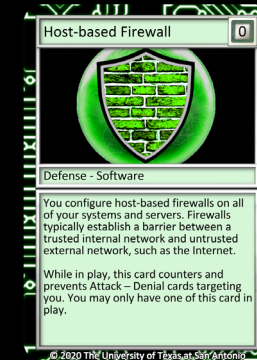 Host-based Firewall
0
Defense - Software
You configure host-based firewalls on all
of your systems and servers. Firewalls
typically establish a barrier between a
trusted internal network and untrusted
external network, such as the Internet.
While in play, this card counters and
prevents Attack – Denial cards targeting
you. You may only have one of this card in
play.
© 2020 The University of Texas at San Antonio